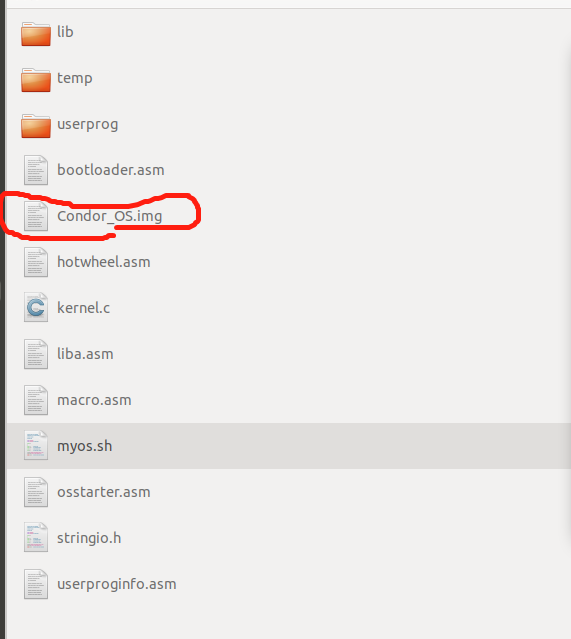 lib
temp
userprog
bootloader.asm
Condor_OS.img
hotwheel.asm
kernel.c
liba.asm
macro.asm
myos.sh
osstarter.asm
stringio.h
userproginfo.asm